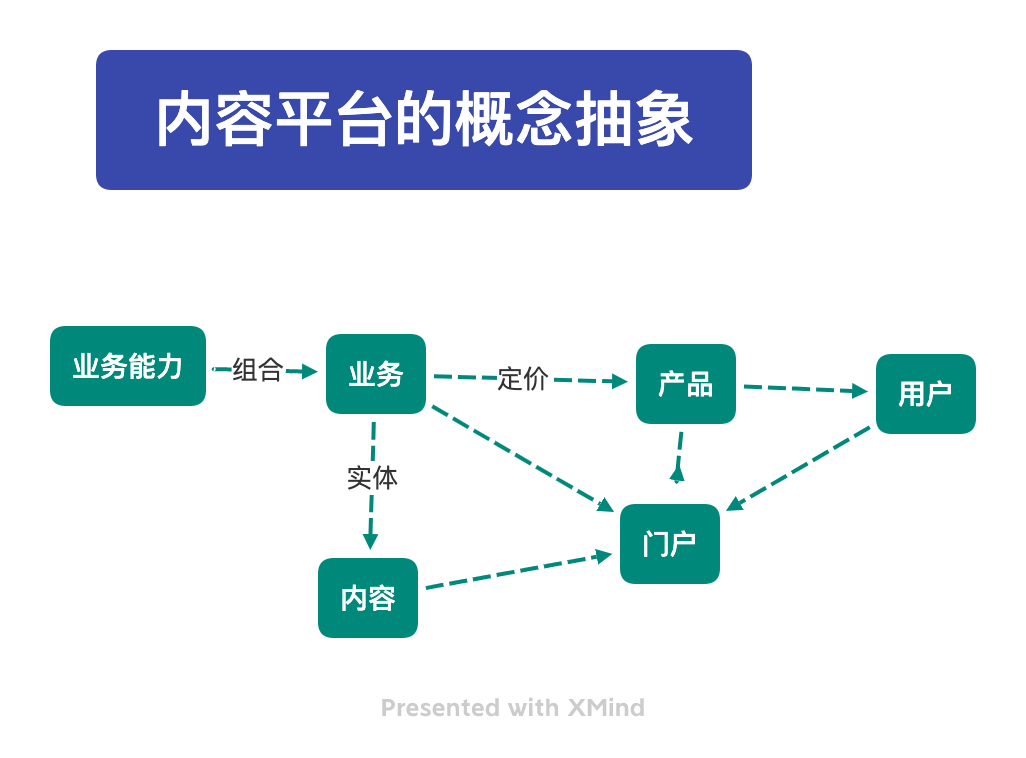 内容平台的概念抽象
业务能力
组合
业务
定价
产品
用户
实体
门户
内容
Presented with XMind